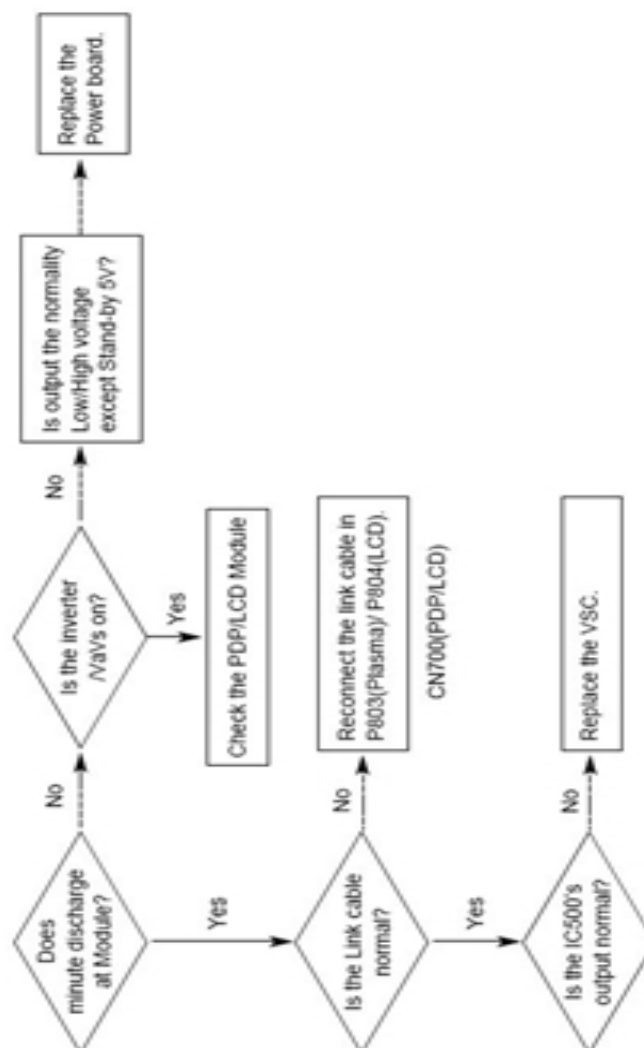 Does
minute discharge
at Module?
No
Is the inverter
/VaVs on?
No
Is output the normality
Low/High voltage
except Stand-by 5V?
Replace the
Power board.
Yes
Check the PDP/LCD Module
Yes
Is the Link cable
normal?
No
Reconnect the link cable in
P803(Plasma)/ P804(LCD).
CN700(PDP/LCD)
Yes
Is the IC500's
output normal?
No
Replace the VSC.